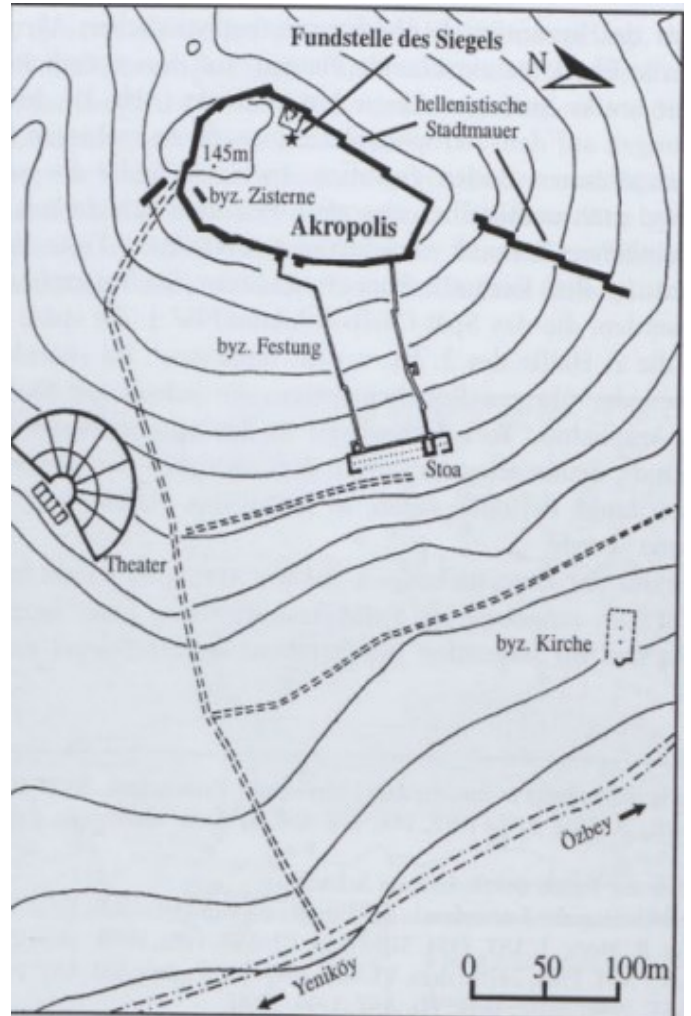 Fundstelle des Siegels
N
hellenistische
Stadtmauer
145m
byz. Zisterne
Akropolis
byz. Festung
Stoa
Theater
byz. Kirche
Özbey
Yeniköy
0 50 100m